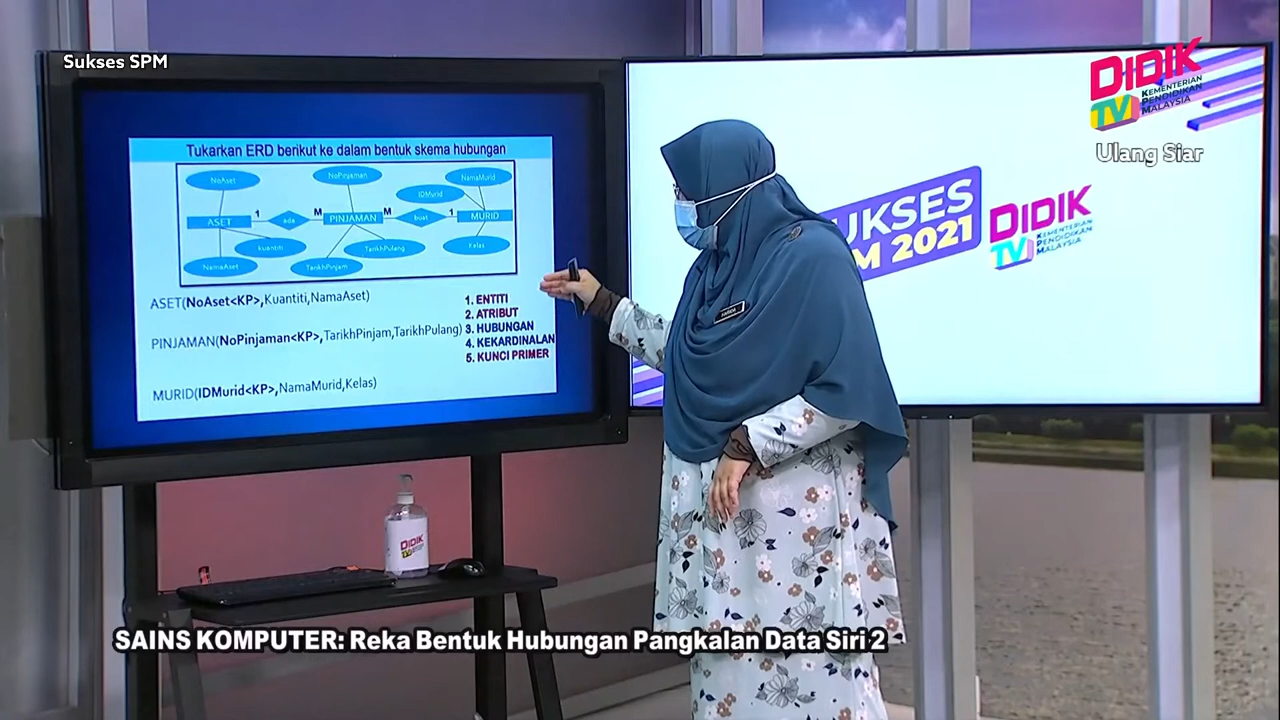 Sukses SPM
DIDIK
TV
KEMENTERIAN
PENDIDIKAN
MALAYSIA
Ulang Siar
Tukarkan ERD berikut ke dalam bentuk skema hubungan
NoAset
NoPinjaman
NamaMurid
IDMurid
ASET
1
ada
M
PINJAMAN
M
buat
1
MURID
kuantiti
TarikhPulang
Kelas
NamaAset
TarikhPinjam
ASET(NoAset<KP>,Kuantiti,NamaAset)
PINJAMAN(NoPinjaman<KP>,TarikhPinjam,TarikhPulang)
MURID(IDMurid<KP>,NamaMurid,Kelas)
1. ENTITI
2. ATRIBUT
3. HUBUNGAN
4. KEKARDINALAN
5. KUNCI PRIMER
UKSES
M 2021
DIDIK
TV
KEMENTERIAN
PENDIDIKAN
MALAYSIA
DIDIK
SAINS KOMPUTER: Reka Bentuk Hubungan Pangkalan Data Siri 2